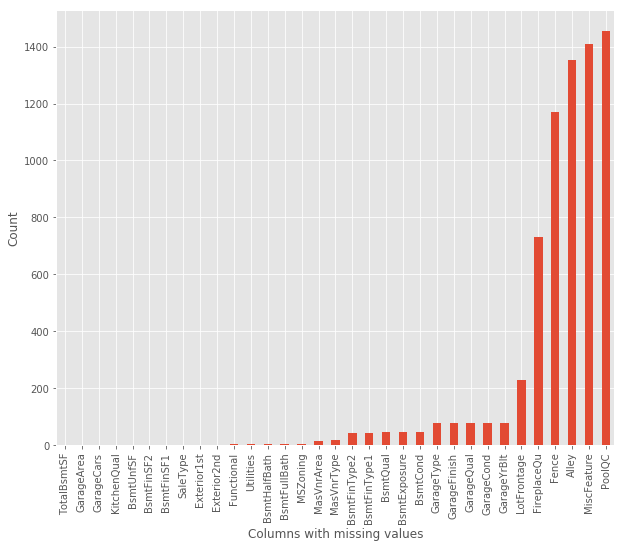 1400
1200
1000
800
600
400
200
0
Count
TotalBsmtSF
GarageArea
GarageCars
KitchenQual
BsmtUnfSF
BsmtFinSF2
BsmtFinSF1
SaleType
Exterior1st
Exterior2nd
Functional
Utilities
BsmtHalfBath
BsmtFullBath
MSZoning
MasVnrArea
MasVnrType
BsmtFinType2
BsmtFinType1
BsmtQual
BsmtExposure
BsmtCond
GarageType
GarageFinish
GarageQual
GarageCond
GarageYrBlt
LotFrontage
FireplaceQu
Fence
Alley
MiscFeature
PoolQC
Columns with missing values